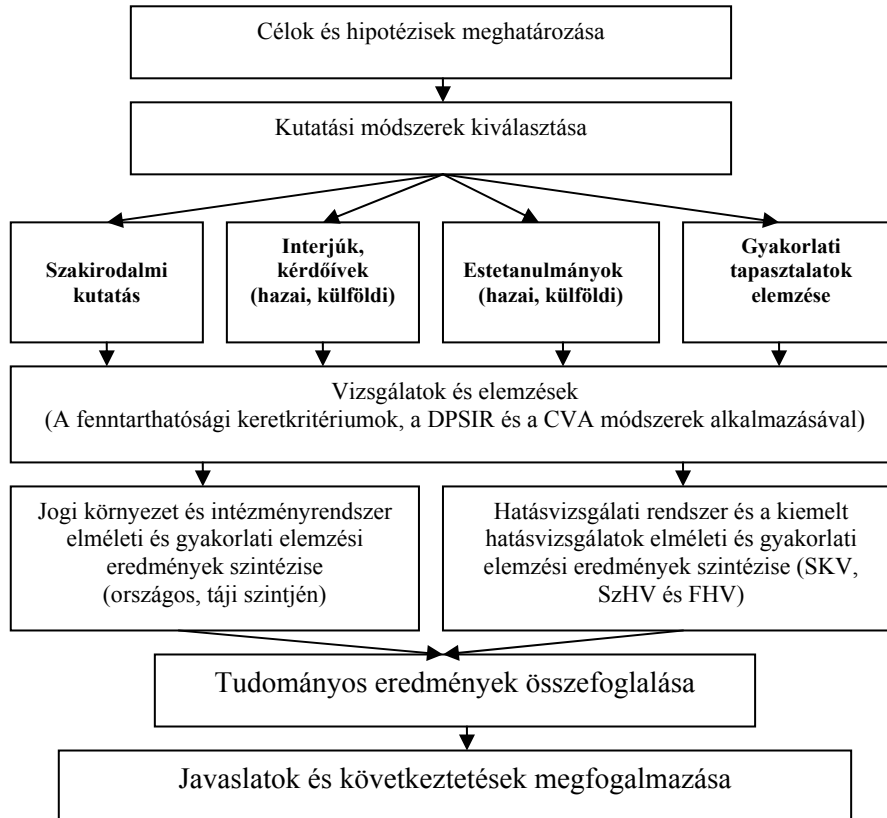 Célok és hipotézisek meghatározása
Kutatási módszerek kiválasztása
Szakirodalmi
kutatás
Interjúk,
kérdőívek
(hazai, külföldi)
Estetanulmányok
(hazai, külföldi)
Gyakorlati
tapasztalatok
elemzése
Vizsgálatok és elemzések
(A fenntarthatósági keretkritériumok, a DPSIR és a CVA módszerek alkalmazásával)
Jogi környezet és intézményrendszer
elméleti és gyakorlati elemzési
eredmények szintézise
(országos, táji szintjén)
Hatásvizsgálati rendszer és a kiemelt
hatásvizsgálatok elméleti és gyakorlati
elemzési eredmények szintézise (SKV,
SzHV és FHV)
Tudományos eredmények összefoglalása
Javaslatok és következtetések megfogalmazása